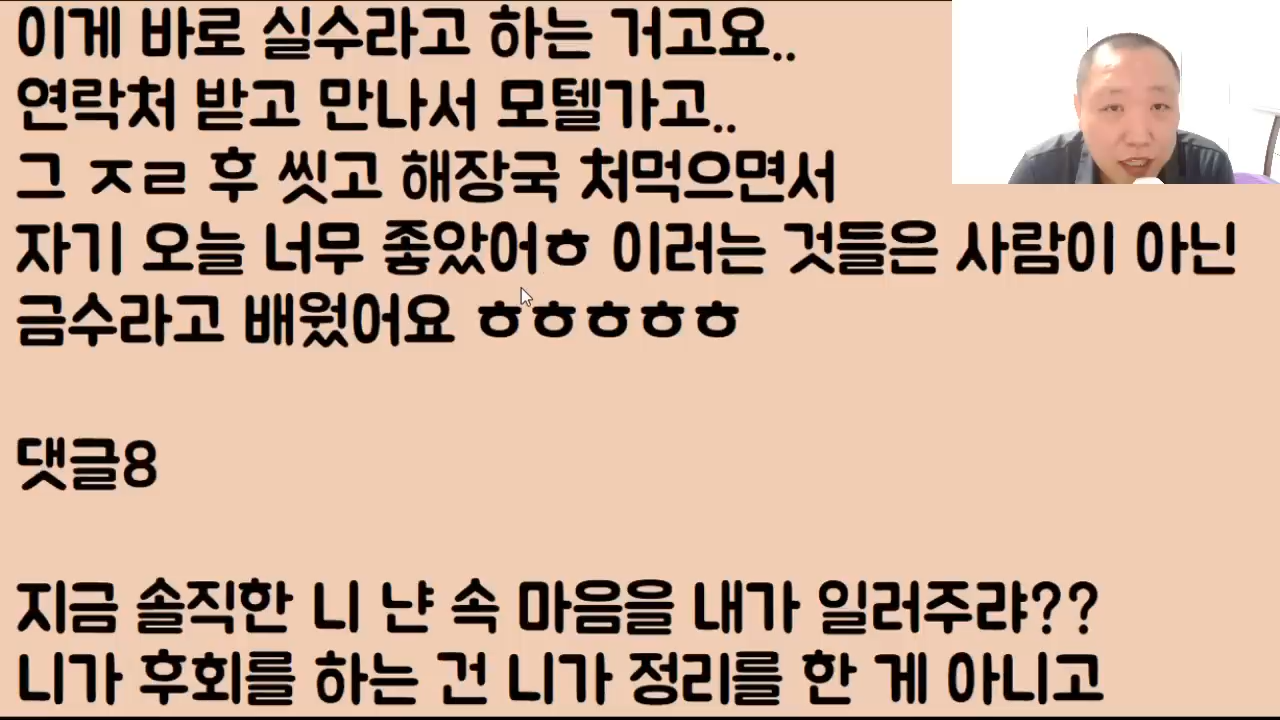 이게 바로 실수라고 하는 거고요..
연락쳐 받고 만나서 모텔가고..
그 ㅈㄹ 후 씻고 해장국 처먹으면서
자기 오늘 너무 좋았어ㅎ 이러는 것들은 사람이 아닌
금수라고 배웠어요 ㅎㅎㅎㅎㅎ
댓글8
지금 솔직한 니 냔 속 마음을 내가 일러주랴??
니가 후회를 하는 건 니가 정리를 한 게 아니고